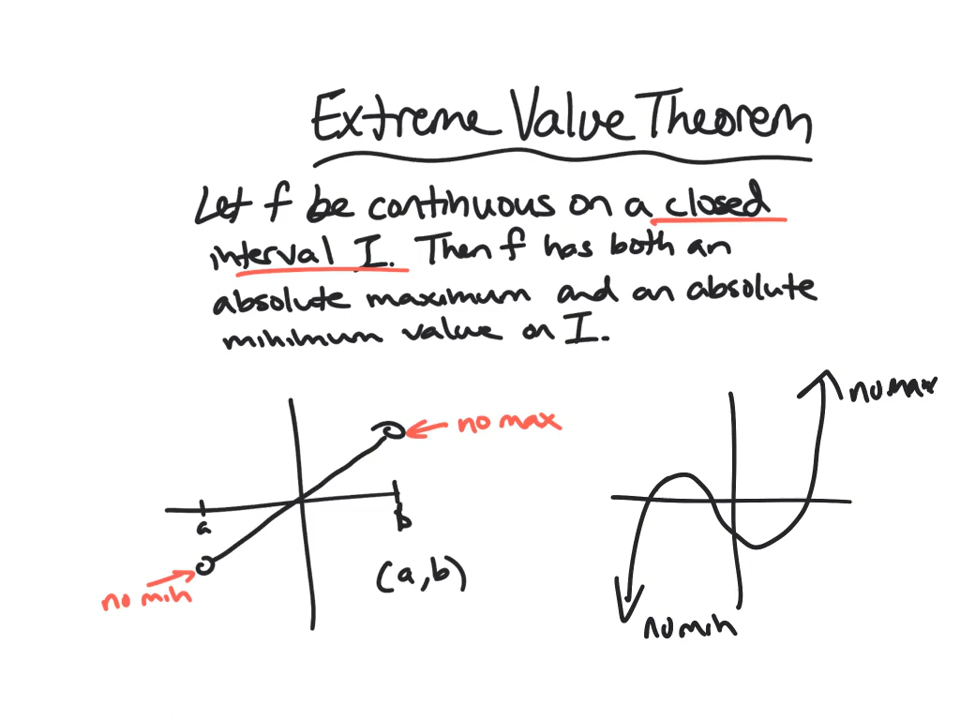 Extreme Value Theorem
Let f be continuous on a closed
interval I. Then f has both an
absolute maximum and an absolute
minimum value on I.
no max
no max
a
b
(a,b)
no min
no min